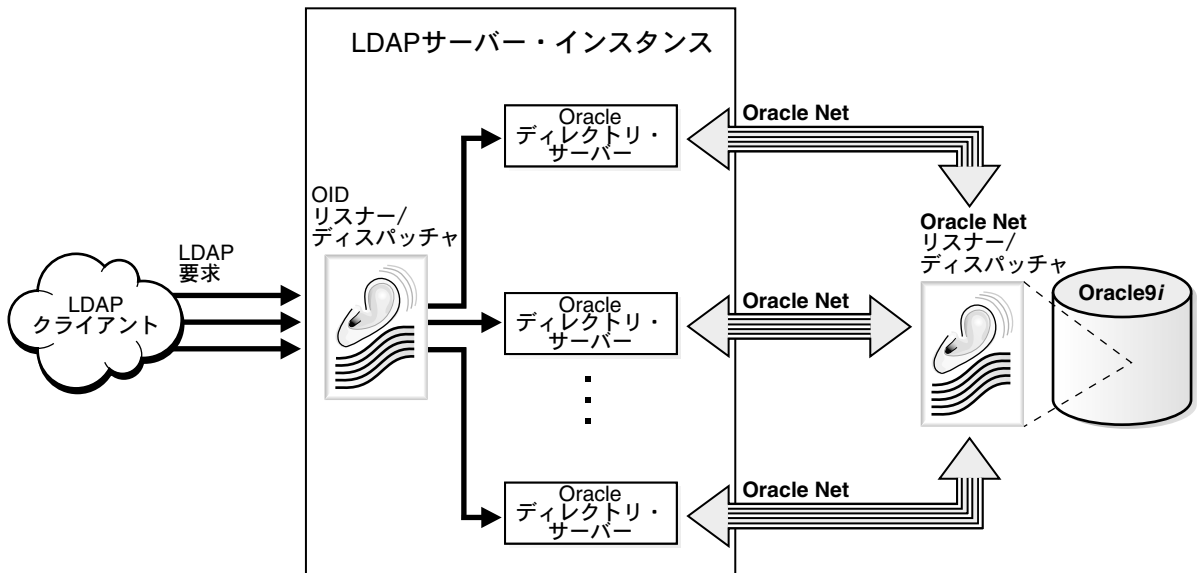 LDAPサーバー・インスタンス
Oracle
ディレクトリ・
サーバー
Oracle Net
OID
リスナー/
ディスパッチャ
Oracle Net
リスナー/
ディスパッチャ
LDAP
要求
LDAP
クライアント
Oracle
ディレクトリ・
サーバー
Oracle Net
Oracle9i
Oracle
ディレクトリ・
サーバー
Oracle Net